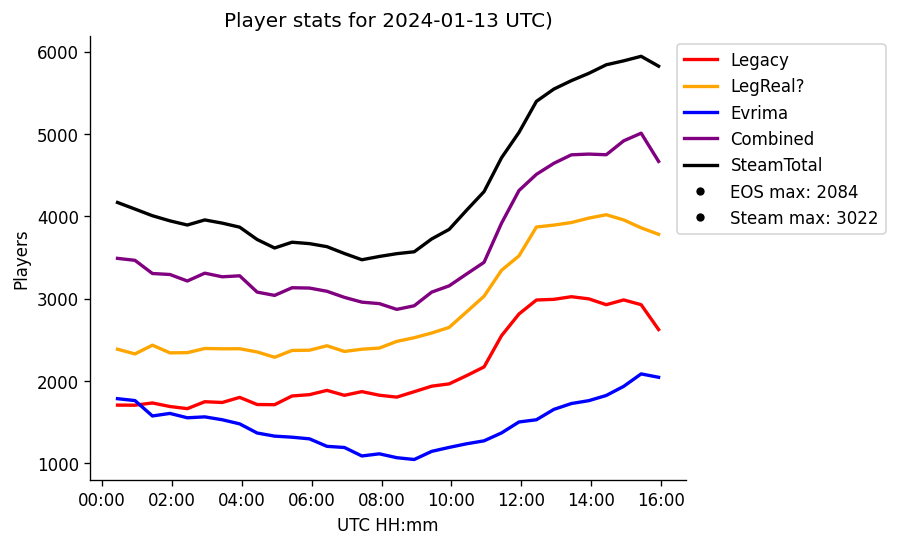 Player stats for 2024-01-13 UTC)
6000
5000
4000
3000
2000
1000
Players
00:00 02:00 04:00 06:00 08:00 10:00 12:00 14:00 16:00
UTC HH:mm
Legacy
LegReal?
Evrima
Combined
SteamTotal
EOS max: 2084
Steam max: 3022